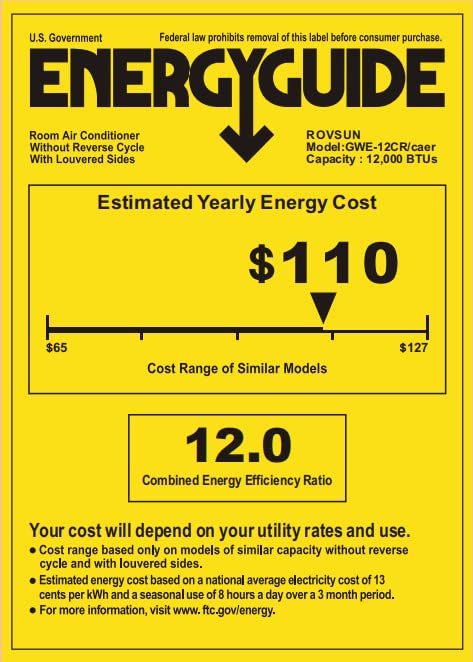 U.S. Government
Federal law prohibits removal of this label before consumer purchase.
ENERGYGUIDE
Room Air Conditioner
Without Reverse Cycle
With Louvered Sides
ROVSUN
Model:GWE-12CR/caer
Capacity : 12,000 BTUs
Estimated Yearly Energy Cost
$110
$65
$127
Cost Range of Similar Models
12.0
Combined Energy Efficiency Ratio
Your cost will depend on your utility rates and use.
● Cost range based only on models of similar capacity without reverse
cycle and with louvered sides.
● Estimated energy cost based on a national average electricity cost of 13
cents per kWh and a seasonal use of 8 hours a day over a 3 month period.
● For more information, visit www. ftc.gov/energy.